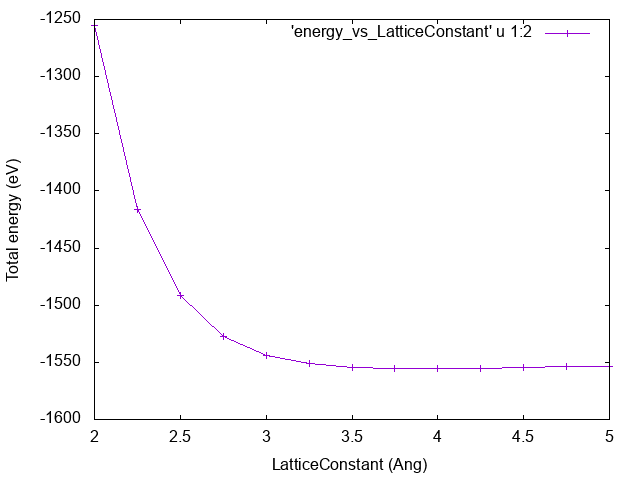 'energy_vs_LatticeConstant' u 1:2
-1250
-1300
-1350
-1400
-1450
-1500
-1550
-1600
Total energy (eV)
2 2.5 3 3.5 4 4.5 5
LatticeConstant (Ang)